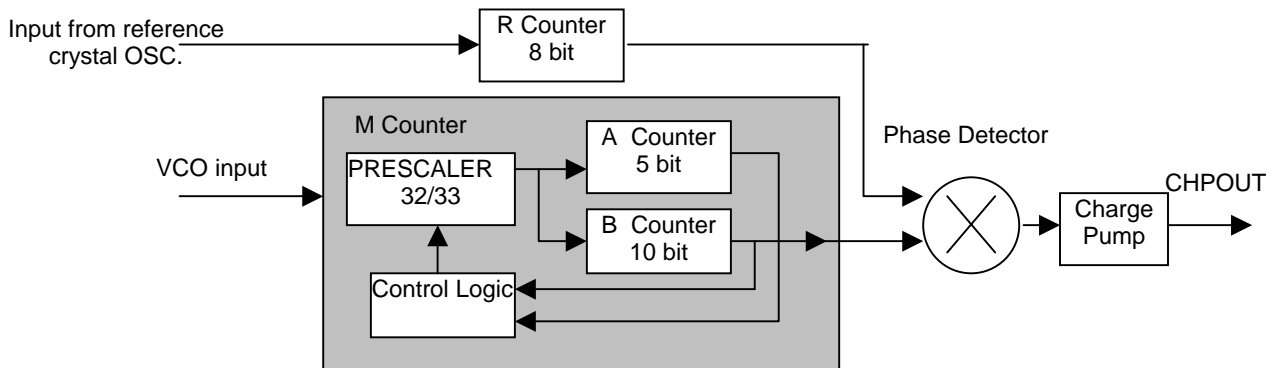 Input from reference
crystal OSC.
R Counter
8 bit
M Counter
A Counter
5 bit
Phase Detector
VCO input
PRESCALER
32/33
CHPOUT
B Counter
10 bit
Charge
Pump
Control Logic